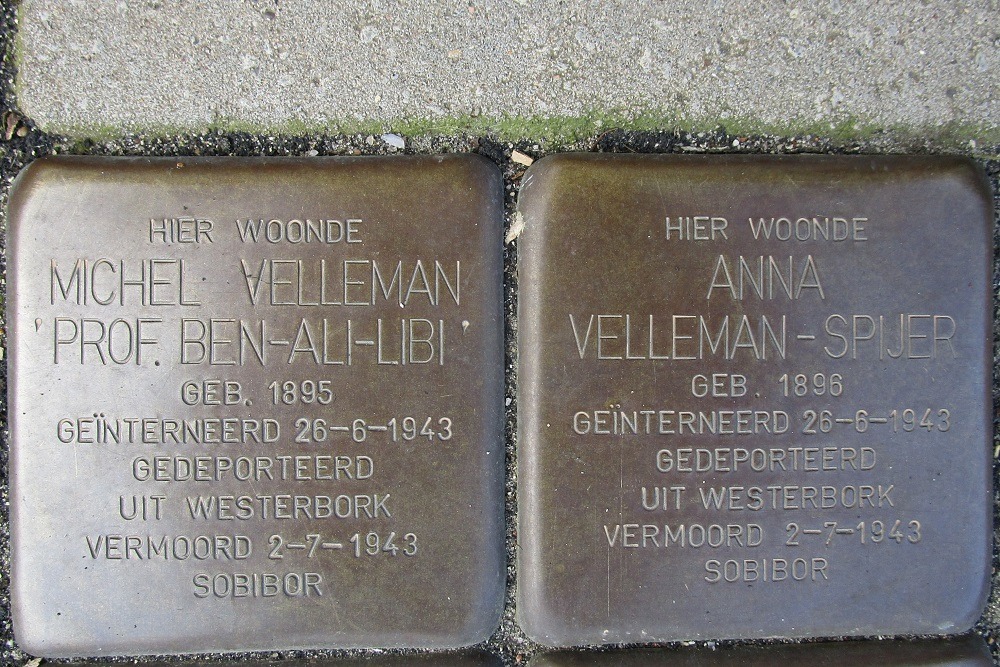 HIER WOONDE
MICHEL VELLEMAN
'PROF. BEN-ALI-LIBI'
GEB. 1895
GEÏNTERNEERD 26-6-1943
GEDEPORTEERD
UIT WESTERBORK
VERMOORD 2-7-1943
SOBIBOR
HIER WOONDE
ANNA
VELLEMAN-SPIJER
GEB. 1896
GEÏNTERNEERD 26-6-1943
GEDEPORTEERD
UIT WESTERBORK
VERMOORD 2-7-1943
SOBIBOR